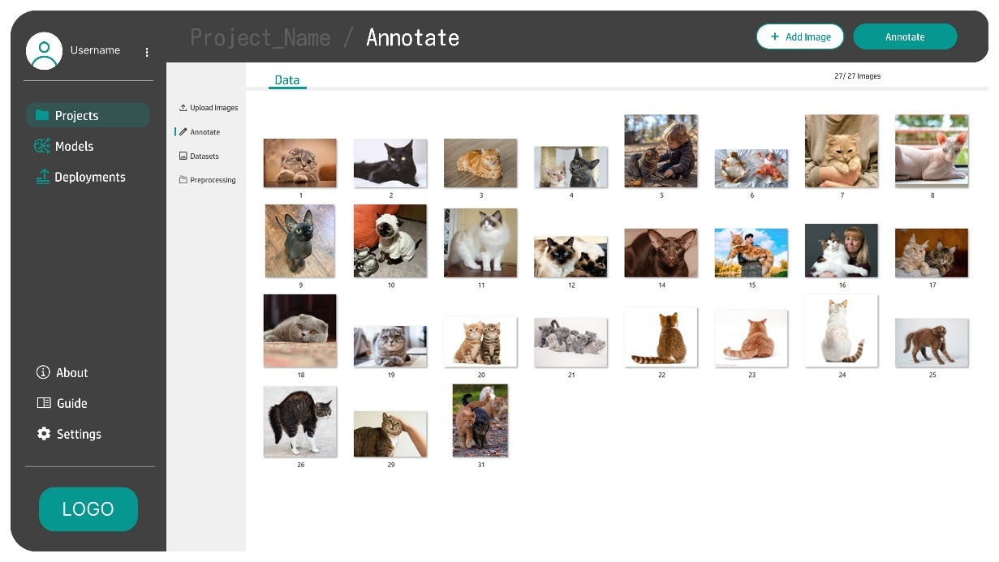 Username
Project_Name / Annotate
+ Add Image
Annotate
Projects
Models
Deployments
About
Guide
Settings
LOGO
Upload Images
Annotate
Datasets
Preprocessing
Data
27/ 27 Images
1 2 3 4 5 6 7 8
9 10 11 12 14 15 16 17
18 19 20 21 22 23 24 25
26 29 31